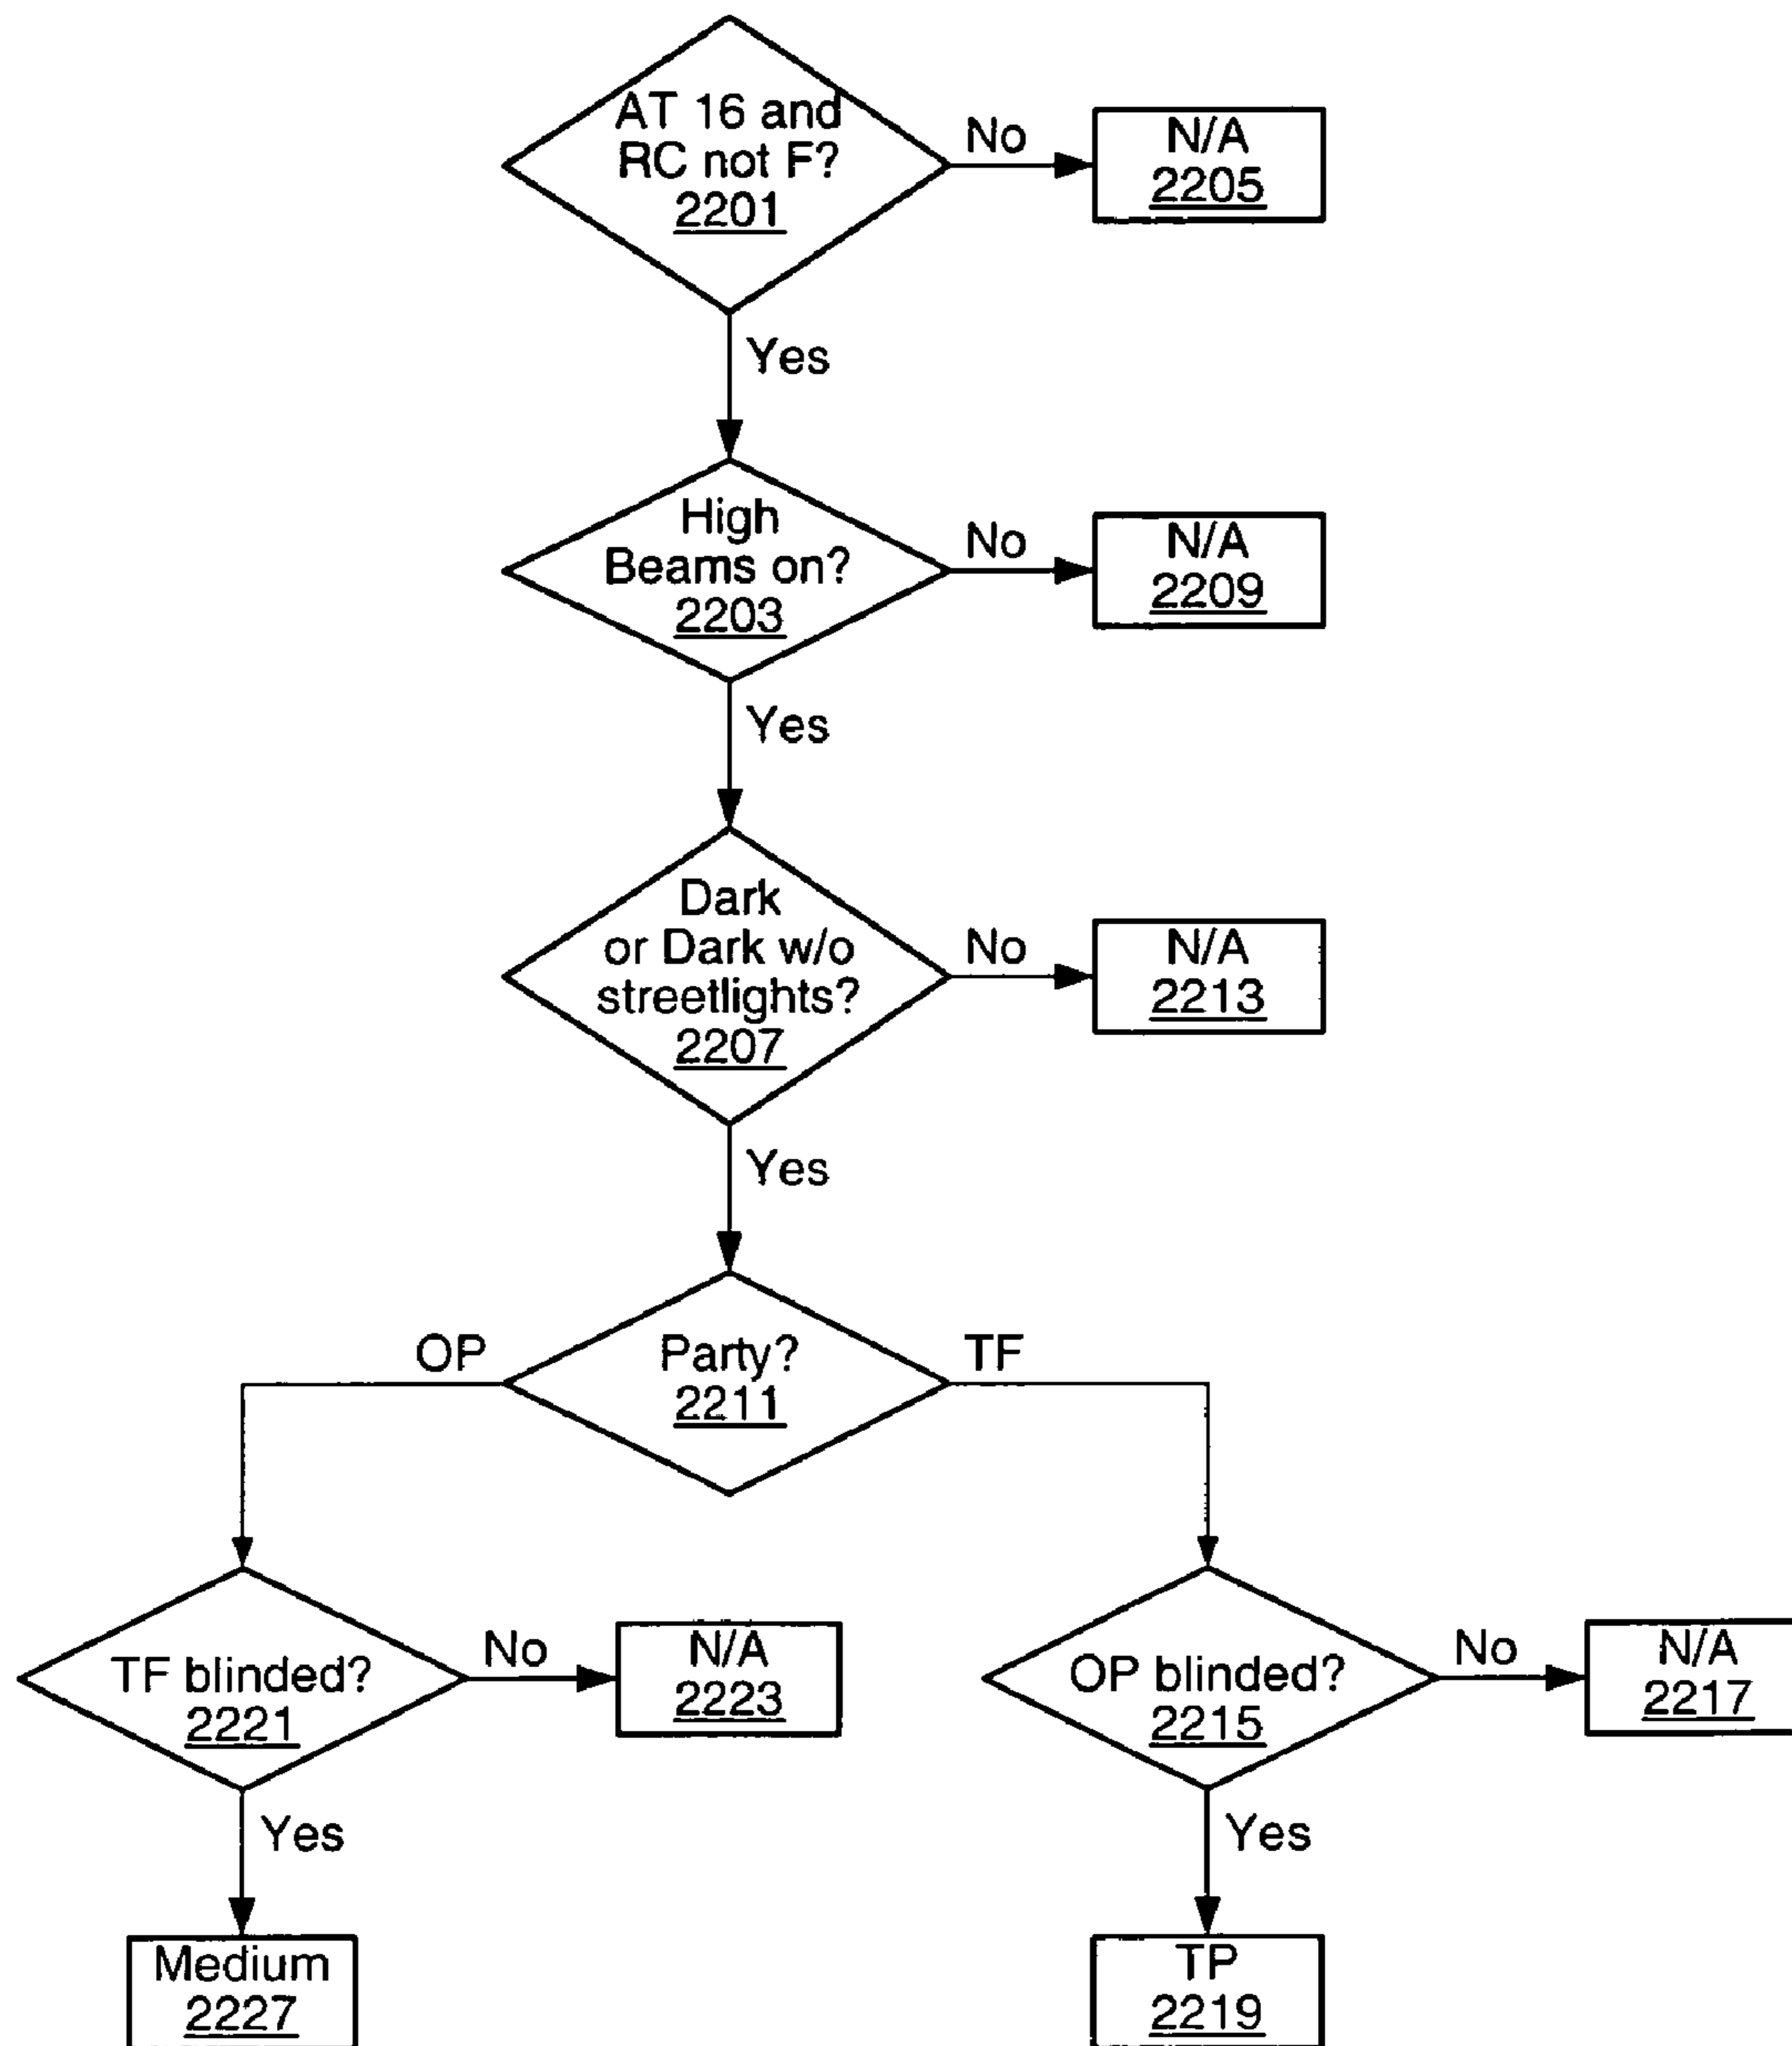 AT 16 and
RC not F?
2201
No
N/A
2205
Yes
High
Beams on?
2203
No
N/A
2209
Yes
Dark
or Dark w/o
streetlights?
2207
No
N/A
2213
Yes
OP
Party?
2211
TF
TF blinded?
2221
No
N/A
2223
OP blinded?
2215
No
N/A
2217
Yes
Yes
Medium
2227
TP
2219